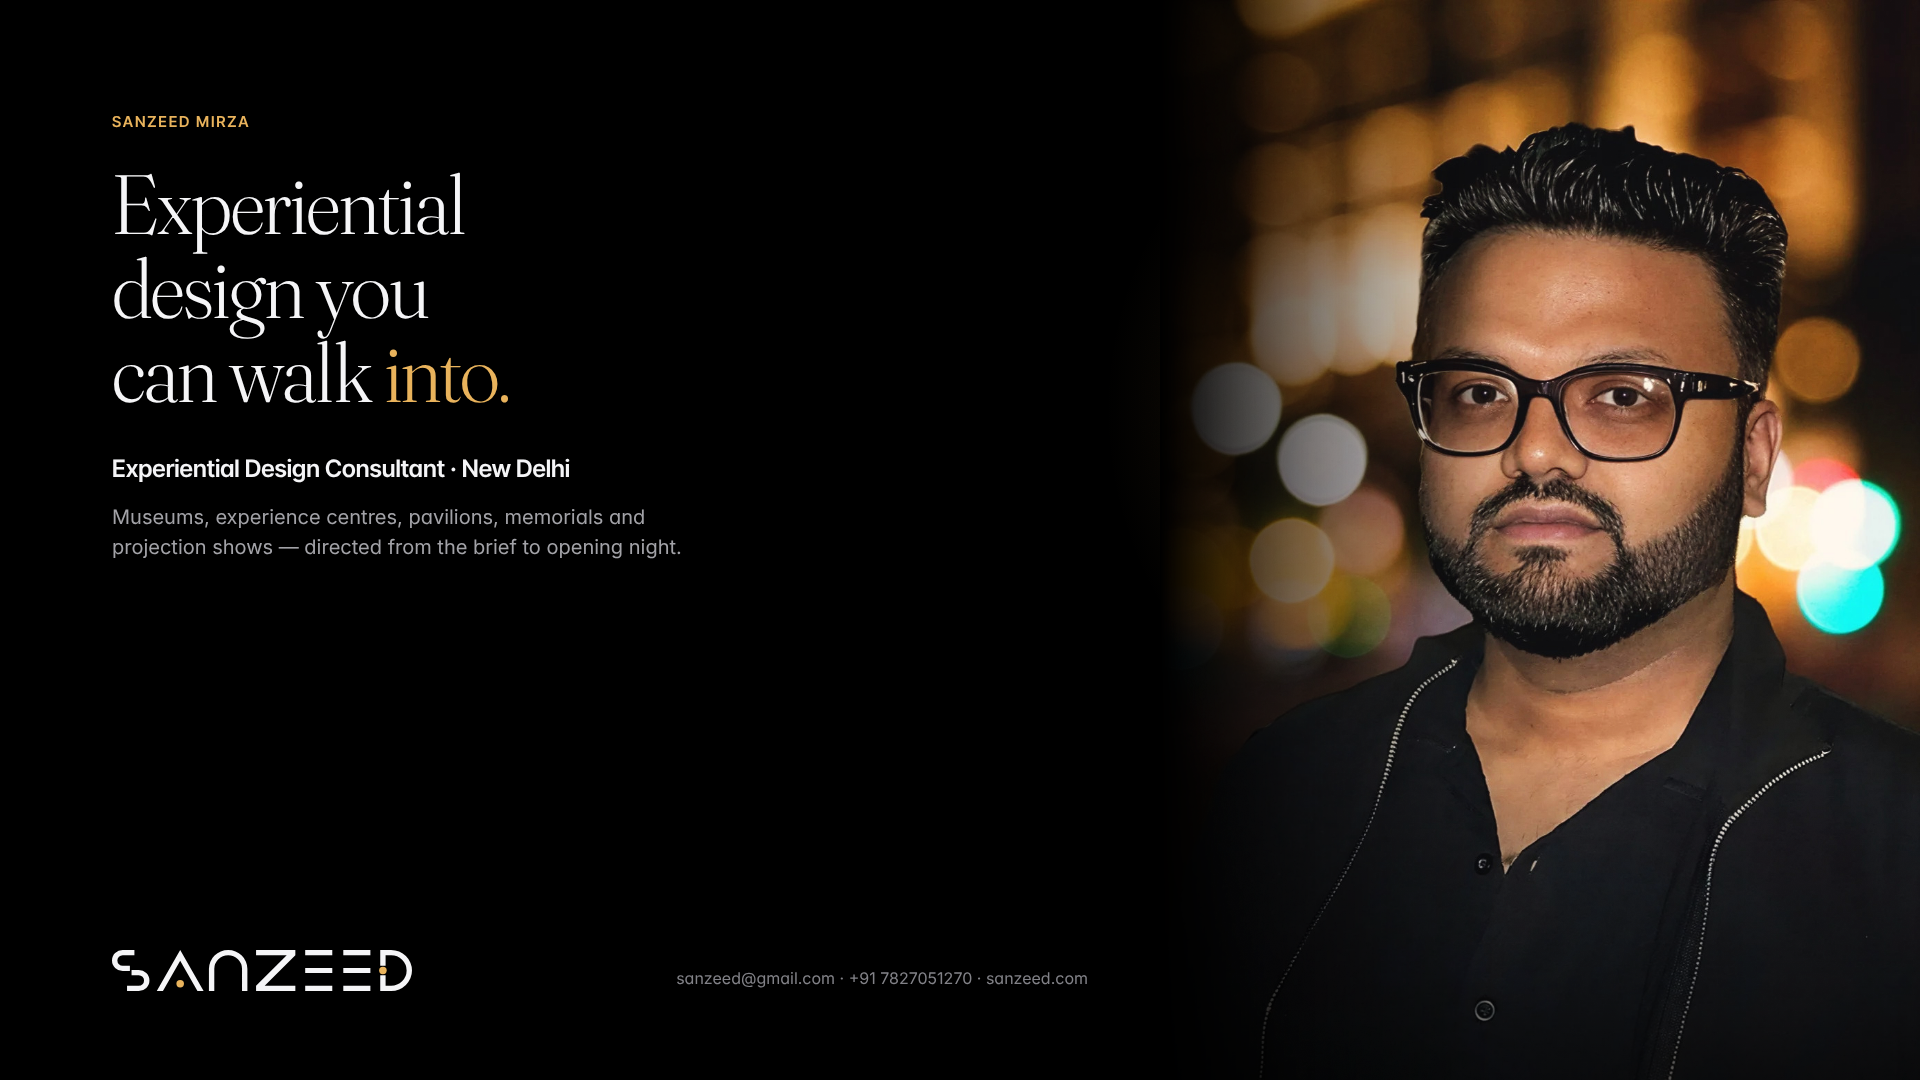 SANZEED MIRZA
Experiential
design you
can walk into.
Experiential Design Consultant · New Delhi
Museums, experience centres, pavilions, memorials and
projection shows — directed from the brief to opening night.
SANZEED
sanzeed@gmail.com · +91 7827051270 · sanzeed.com